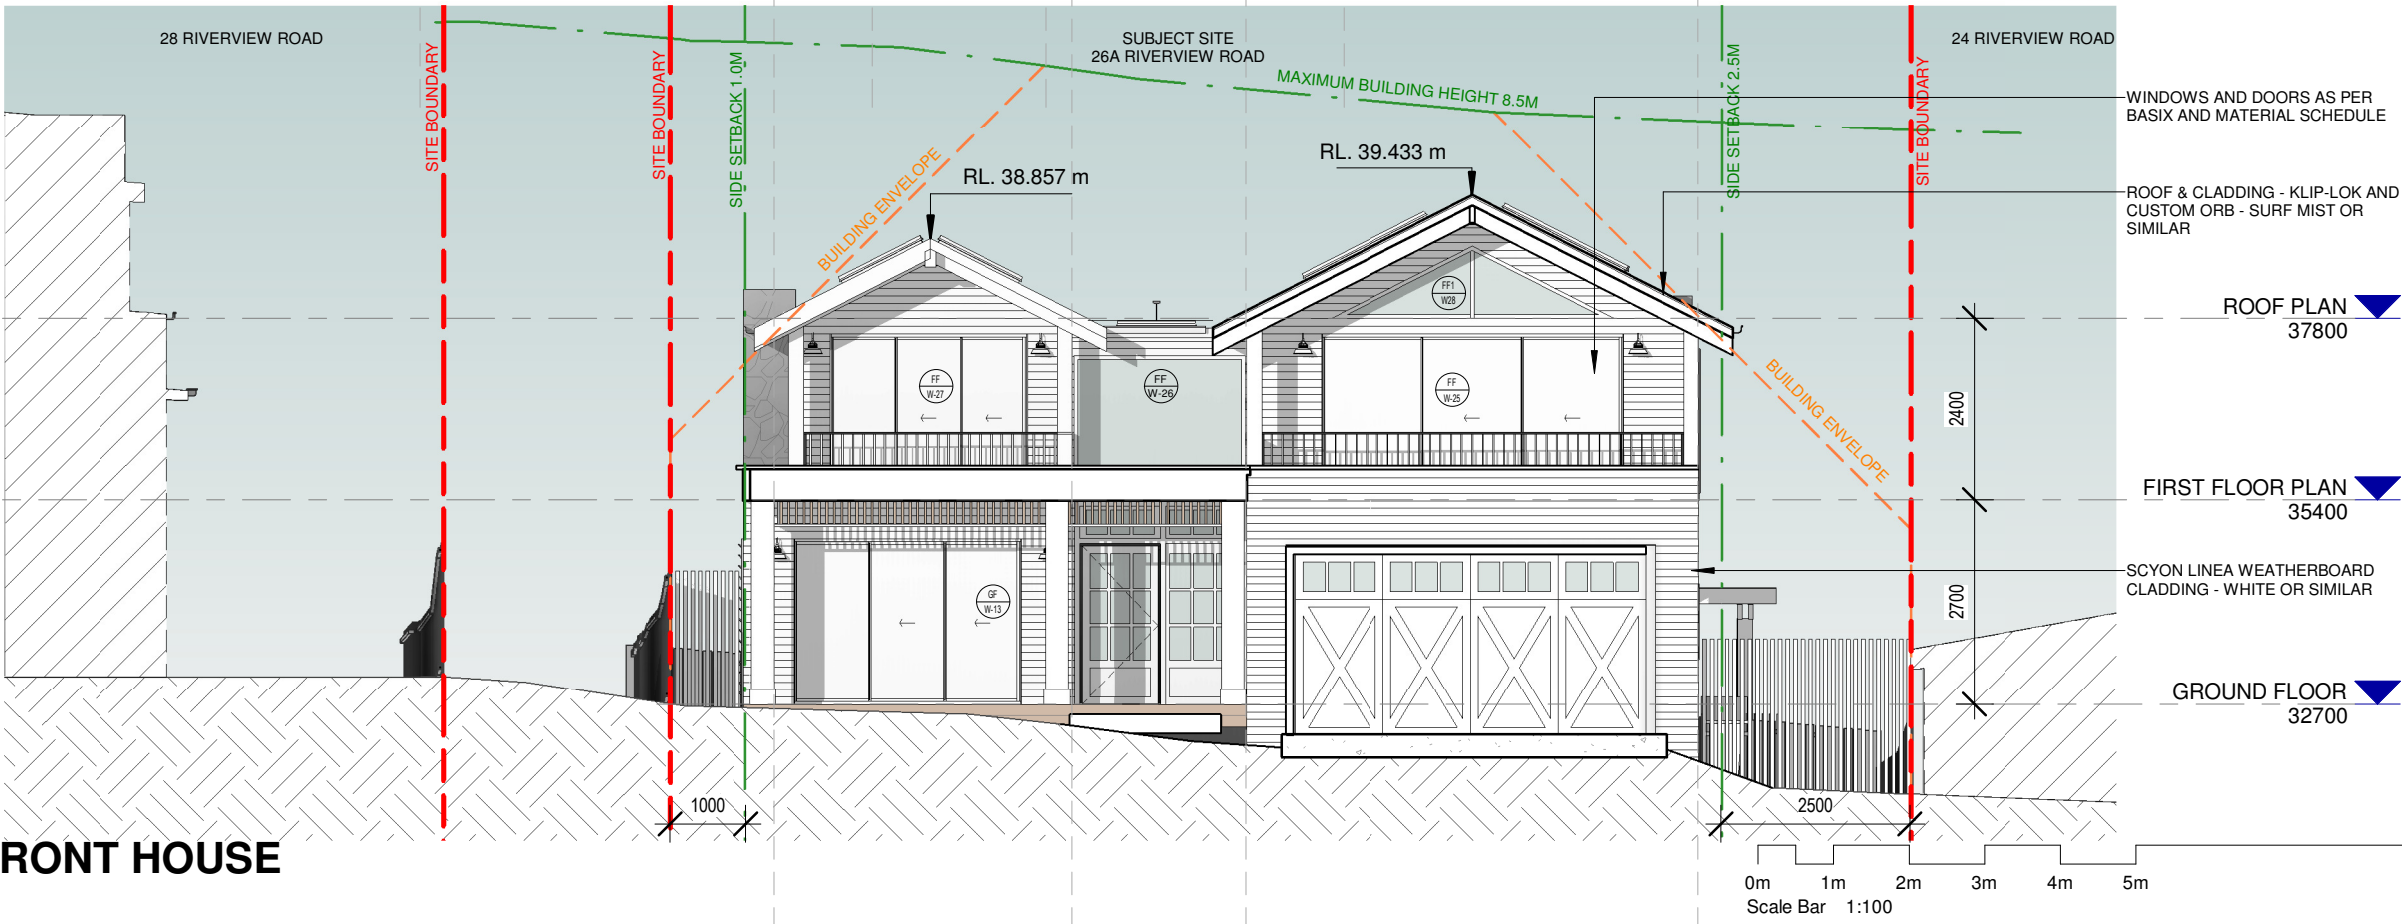 28 RIVERVIEW ROAD
SUBJECT SITE
26A RIVERVIEW ROAD
24 RIVERVIEW ROAD
SITE BOUNDARY
SITE BOUNDARY
SIDE SETBACK 1.0M
BUILDING ENVELOPE
MAXIMUM BUILDING HEIGHT 8.5M
SIDE SETBACK 2.5M
SITE BOUNDARY
WINDOWS AND DOORS AS PER
BASIX AND MATERIAL SCHEDULE
RL. 38.857 m
RL. 39.433 m
ROOF & CLADDING - KLIP-LOK AND
CUSTOM ORB - SURF MIST OR
SIMILAR
FF1
W28
ROOF PLAN
37800
FF
W-27
FF
W-26
FF
W-25
BUILDING ENVELOPE
2400
FIRST FLOOR PLAN
35400
SCYON LINEA WEATHERBOARD
CLADDING - WHITE OR SIMILAR
GF
W-13
2700
GROUND FLOOR
32700
1000
2500
RONT HOUSE
0m 1m 2m 3m 4m 5m
Scale Bar 1:100